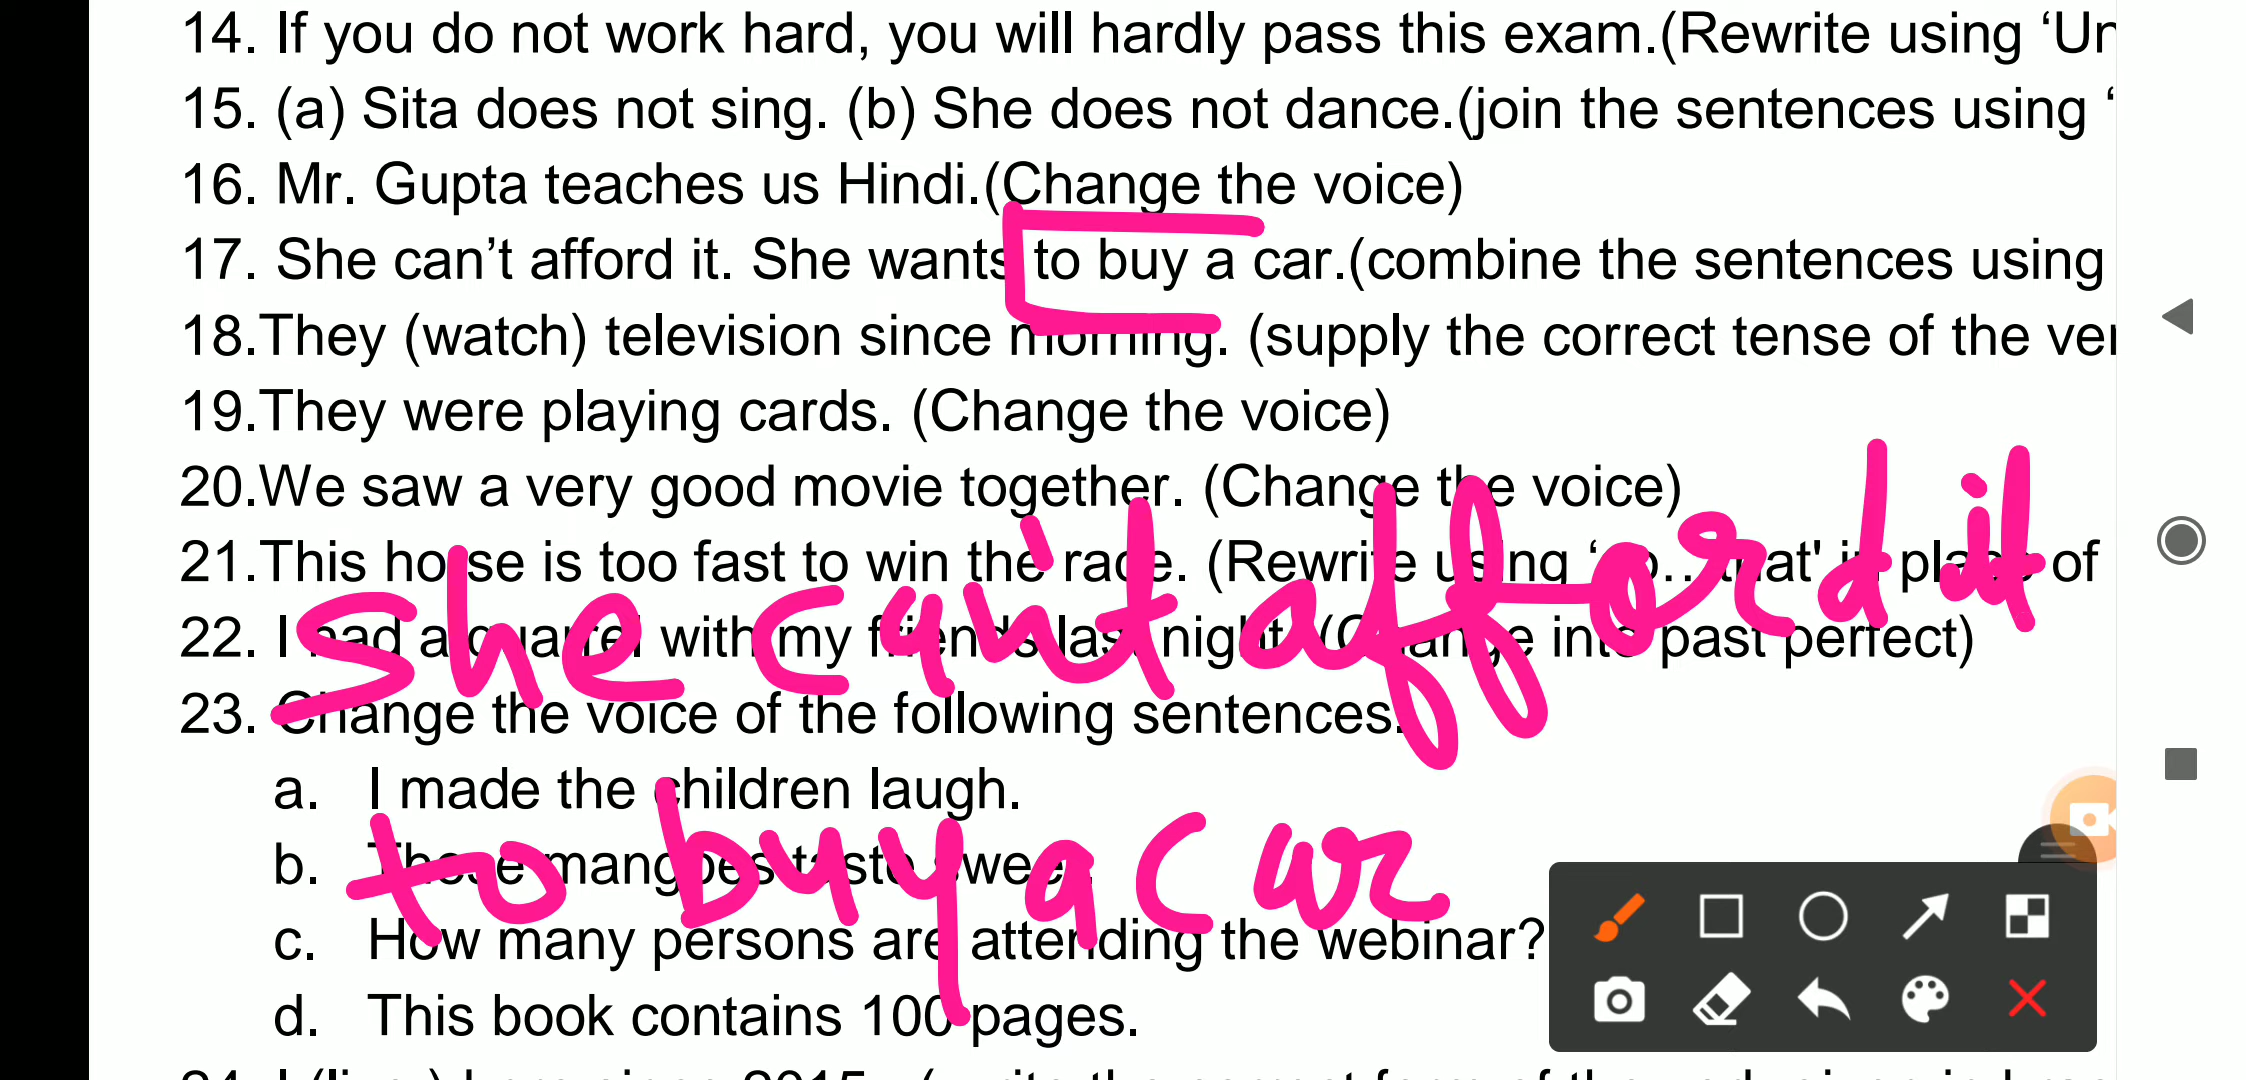 14. If you do not work hard, you will hardly pass this exam.(Rewrite using ‘Un
15. (a) Sita does not sing. (b) She does not dance.(join the sentences using ‘
16. Mr. Gupta teaches us Hindi.(Change the voice)
17. She can’t afford it. She wants to buy a car.(combine the sentences using
18.They (watch) television since morning. (supply the correct tense of the ver
19.They were playing cards. (Change the voice)
20.We saw a very good movie together. (Change the voice)
21.This horse is too fast to win the race. (Rewrite using ‘so...that' in place of
22. I had a quarrel with my friends last night. (Change into past perfect)
she can't afford it
23. Change the voice of the following sentences.
a. I made the children laugh.
b. These mangoes taste sweet.
to buy a car
c. How many persons are attending the webinar?
d. This book contains 100 pages.